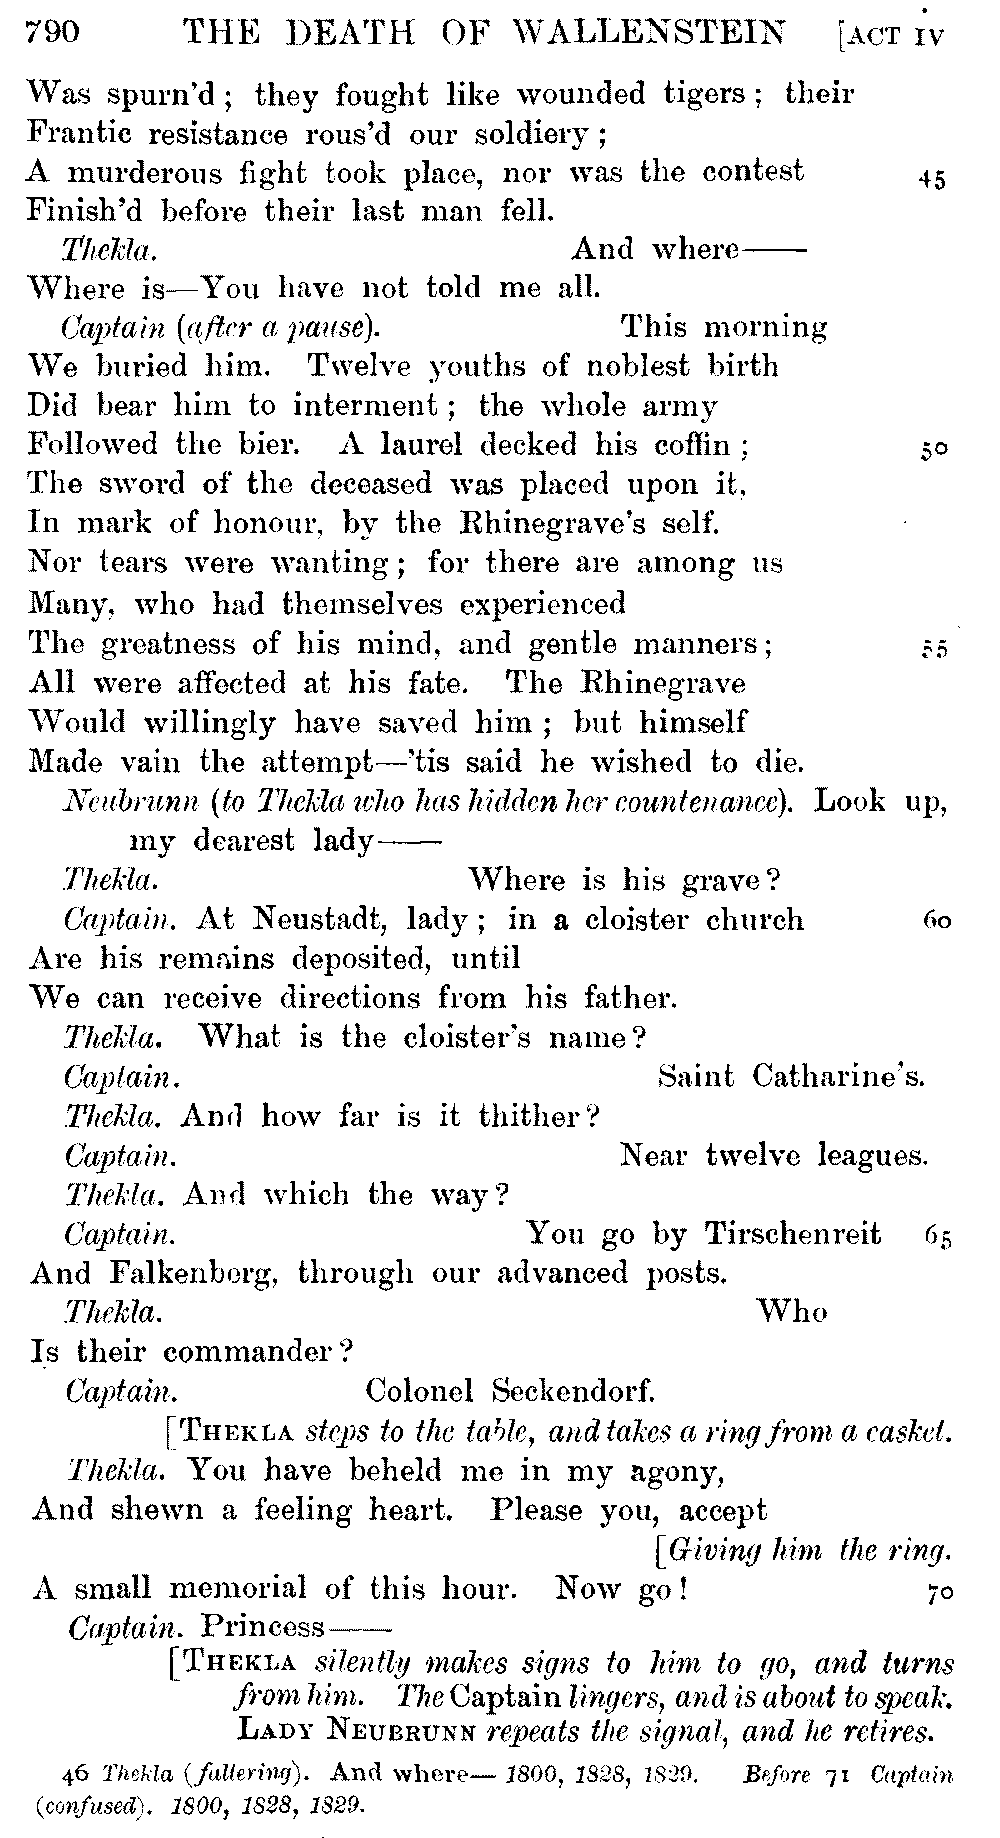 790 THE DEATH OF WALLENSTEIN [ACT IV
Was spurn'd ; they fought like wounded tigers ; their
Frantic resistance rous'd our soldiery ;
A murderous fight took place, nor was the contest 45
Finish'd before their last man fell.
Thekla. And where——
Where is—You have not told me all.
Captain (after a pause). This morning
We buried him. Twelve youths of noblest birth
Did bear him to interment ; the whole army
Followed the bier. A laurel decked his coffin ; 50
The sword of the deceased was placed upon it,
In mark of honour, by the Rhinegrave's self.
Nor tears were wanting ; for there are among us
Many, who had themselves experienced
The greatness of his mind, and gentle manners ; 55
All were affected at his fate. The Rhinegrave
Would willingly have saved him ; but himself
Made vain the attempt—'tis said he wished to die.
Neubrunn (to Thekla who has hidden her countenance). Look up,
my dearest lady——
Thekla. Where is his grave?
Captain. At Neustadt, lady ; in a cloister church 60
Are his remains deposited, until
We can receive directions from his father.
Thekla. What is the cloister's name?
Captain. Saint Catharine's.
Thekla. And how far is it thither?
Captain. Near twelve leagues.
Thekla. And which the way?
Captain. You go by Tirschenreit 65
And Falkenberg, through our advanced posts.
Thekla. Who
Is their commander?
Captain. Colonel Seckendorf.
[THEKLA steps to the table, and takes a ring from a casket.
Thekla. You have beheld me in my agony,
And shewn a feeling heart. Please you, accept
[Giving him the ring.
A small memorial of this hour. Now go! 70
Captain. Princess——
[THEKLA silently makes signs to him to go, and turns
from him. The Captain lingers, and is about to speak.
LADY NEUBRUNN repeats the signal, and he retires.
46 Thekla (faltering). And where— 1800, 1828, 1829. Before 71 Captain
(confused). 1800, 1828, 1829.